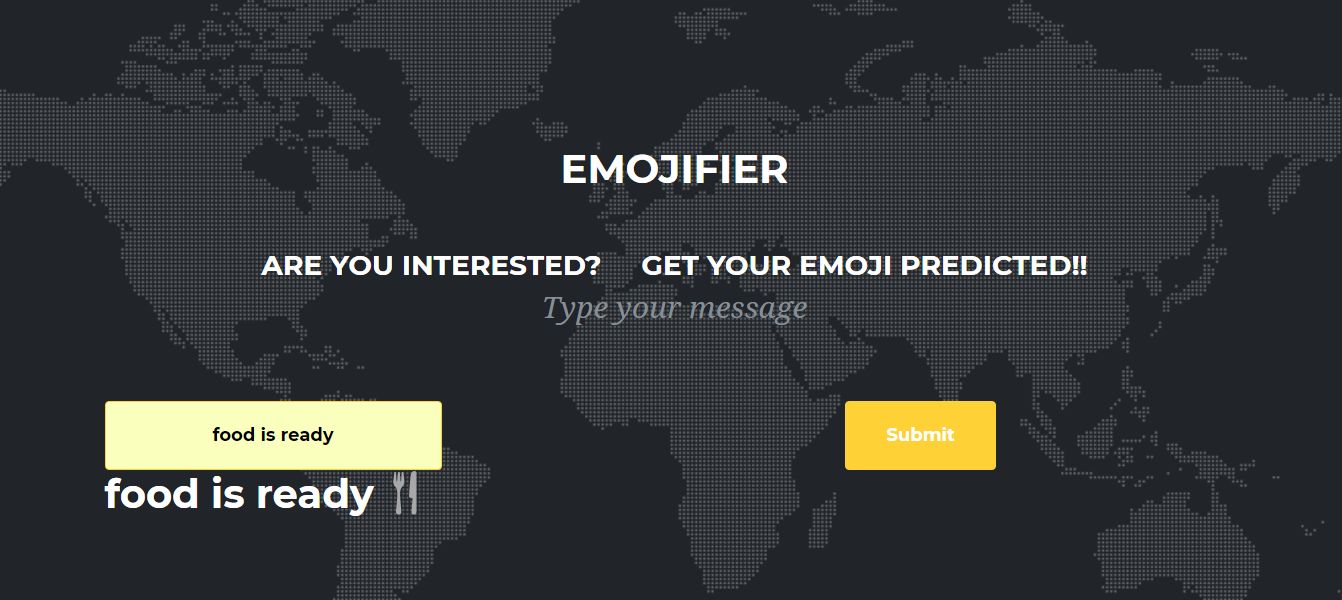 EMOJIFIER
ARE YOU INTERESTED? GET YOUR EMOJI PREDICTED!!
Type your message
food is ready
Submit
food is ready 🍴